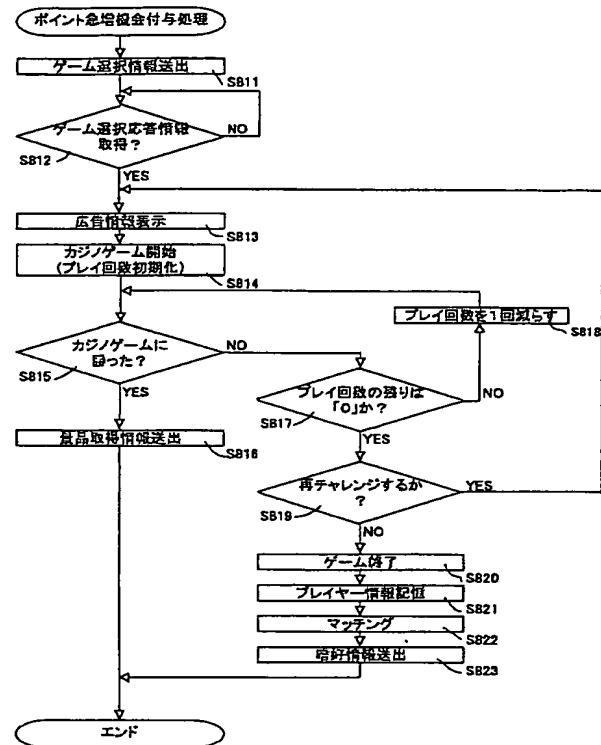 ポイント急増機会付与処理
ゲーム選択情報送出
S811
ゲーム選択応答情報
取得?
NO
S812
YES
広告情報表示
S813
カジノゲーム開始
(プレイ回数初期化)
S814
プレイ回数を1回減らす
S818
カジノゲームに
勝った?
NO
S815
YES
プレイ回数の残りは
「0」か?
NO
S817
YES
景品取得情報送出
S816
再チャレンジするか
?
YES
S819
NO
ゲーム終了
S820
プレイヤー情報記憶
S821
マッチング
S822
嗜好情報送出
S823
エンド